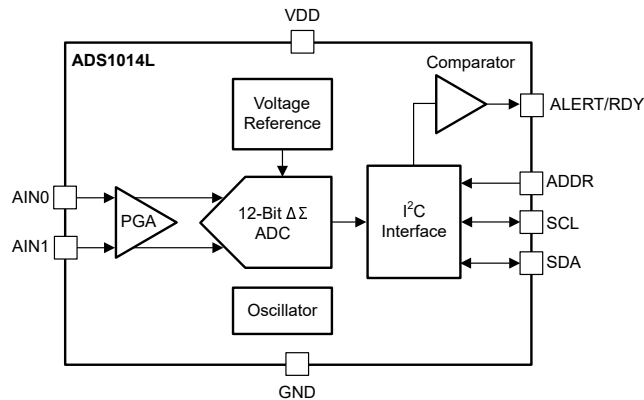 VDD
ADS1014L
Comparator
Voltage
Reference
ALERT/RDY
AIN0
PGA
12-Bit ΔΣ
ADC
I²C
Interface
ADDR
SCL
AIN1
SDA
Oscillator
GND